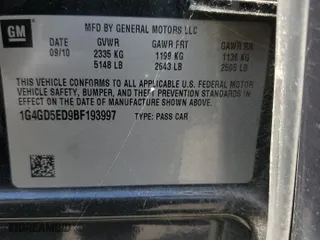 GM
MFD BY GENERAL MOTORS LLC
DATE GVWR GAWR FRT GAWR RR
09/10 2335 KG 1199 KG 1136 KG
5148 LB 2643 LB 2505 LB
THIS VEHICLE CONFORMS TO ALL APPLICABLE U.S. FEDERAL MOTOR
VEHICLE SAFETY, BUMPER, AND THEFT PREVENTION STANDARDS IN
EFFECT ON THE DATE OF MANUFACTURE SHOWN ABOVE.
1G4GD5ED9BF193997 TYPE: PASS CAR